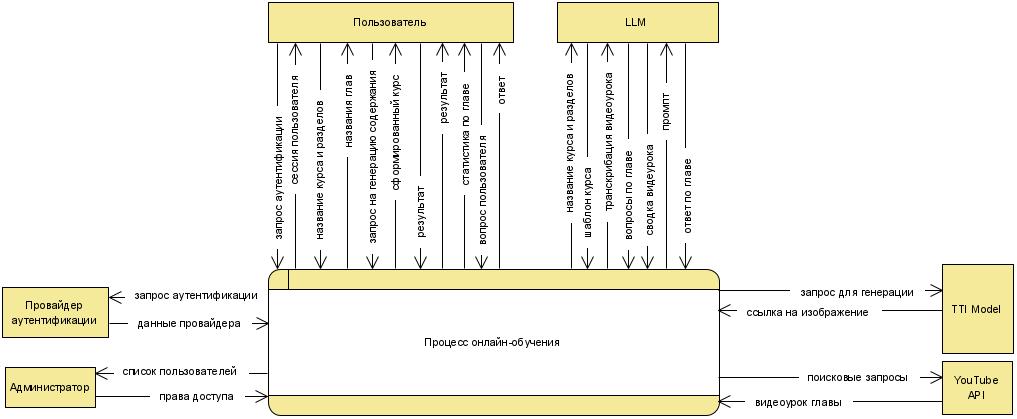 Пользователь
LLM
запрос аутентификации
сессия пользователя
название курса и разделов
названия глав
запрос на генерацию содержания
сформированный курс
результат
результат
статистика по главе
вопрос пользователя
ответ
название курса и разделов
шаблон курса
транскрибация видеоурока
вопросы по главе
сводка видеоурока
промпт
ответ по главе
Провайдер
аутентификации
запрос аутентификации
данные провайдера
Администратор
список пользователей
права доступа
Процесс онлайн-обучения
запрос для генерации
ссылка на изображение
TTI Model
поисковые запросы
видеоурок главы
YouTube
API